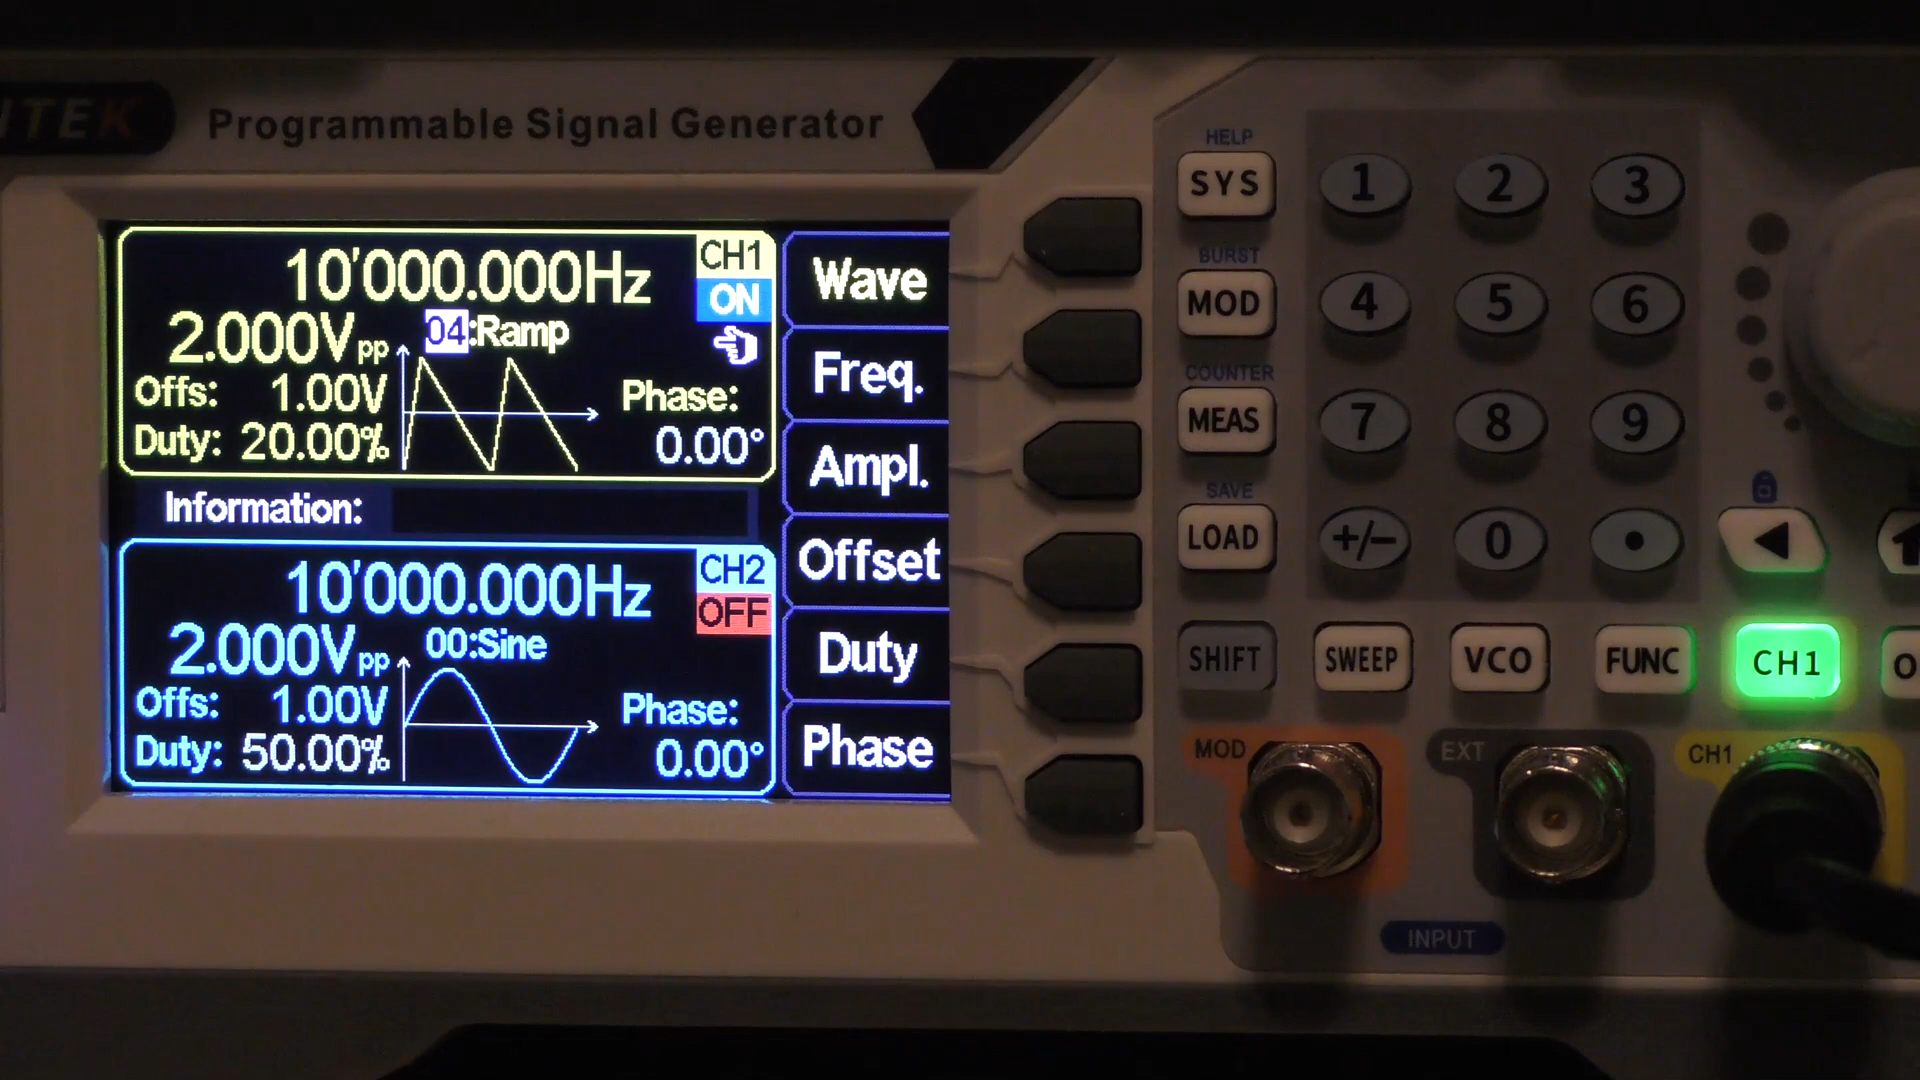 ITEK
Programmable Signal Generator
10'000.000Hz
CH1
ON
2.000Vpp
04:Ramp
Offs: 1.00V
Phase:
Duty: 20.00%
0.00°
Information:
10'000.000Hz
CH2
OFF
2.000Vpp
00:Sine
Offs: 1.00V
Phase:
Duty: 50.00%
0.00°
Wave
Freq.
Ampl.
Offset
Duty
Phase
HELP
SYS 1 2 3
BURST
MOD 4 5 6
COUNTER
MEAS 7 8 9
SAVE
LOAD +/- 0 •
SHIFT SWEEP VCO FUNC CH1
MOD EXT CH1
INPUT